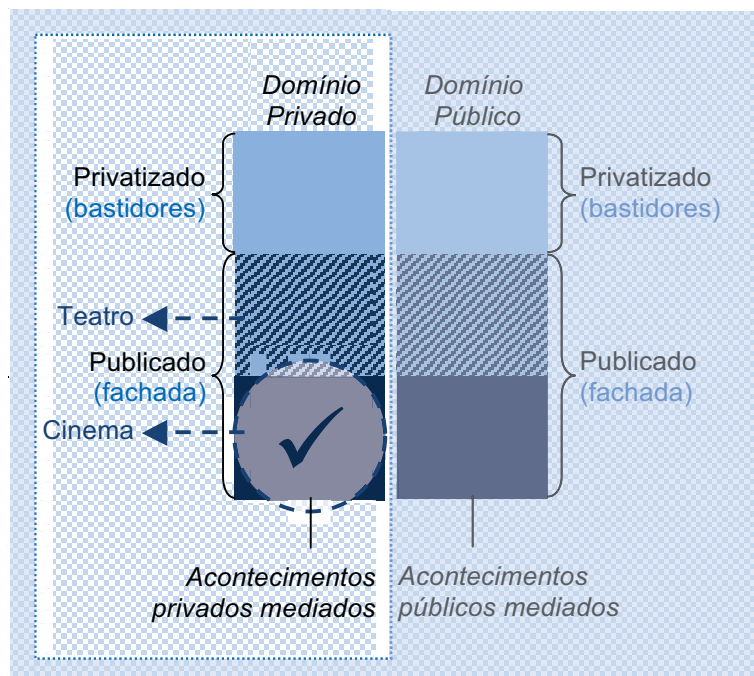 Domínio
Privado
Domínio
Público
Privatizado
(bastidores)
Privatizado
(bastidores)
Teatro
Publicado
(fachada)
Publicado
(fachada)
Cinema
Acontecimentos
privados mediados
Acontecimentos
públicos mediados